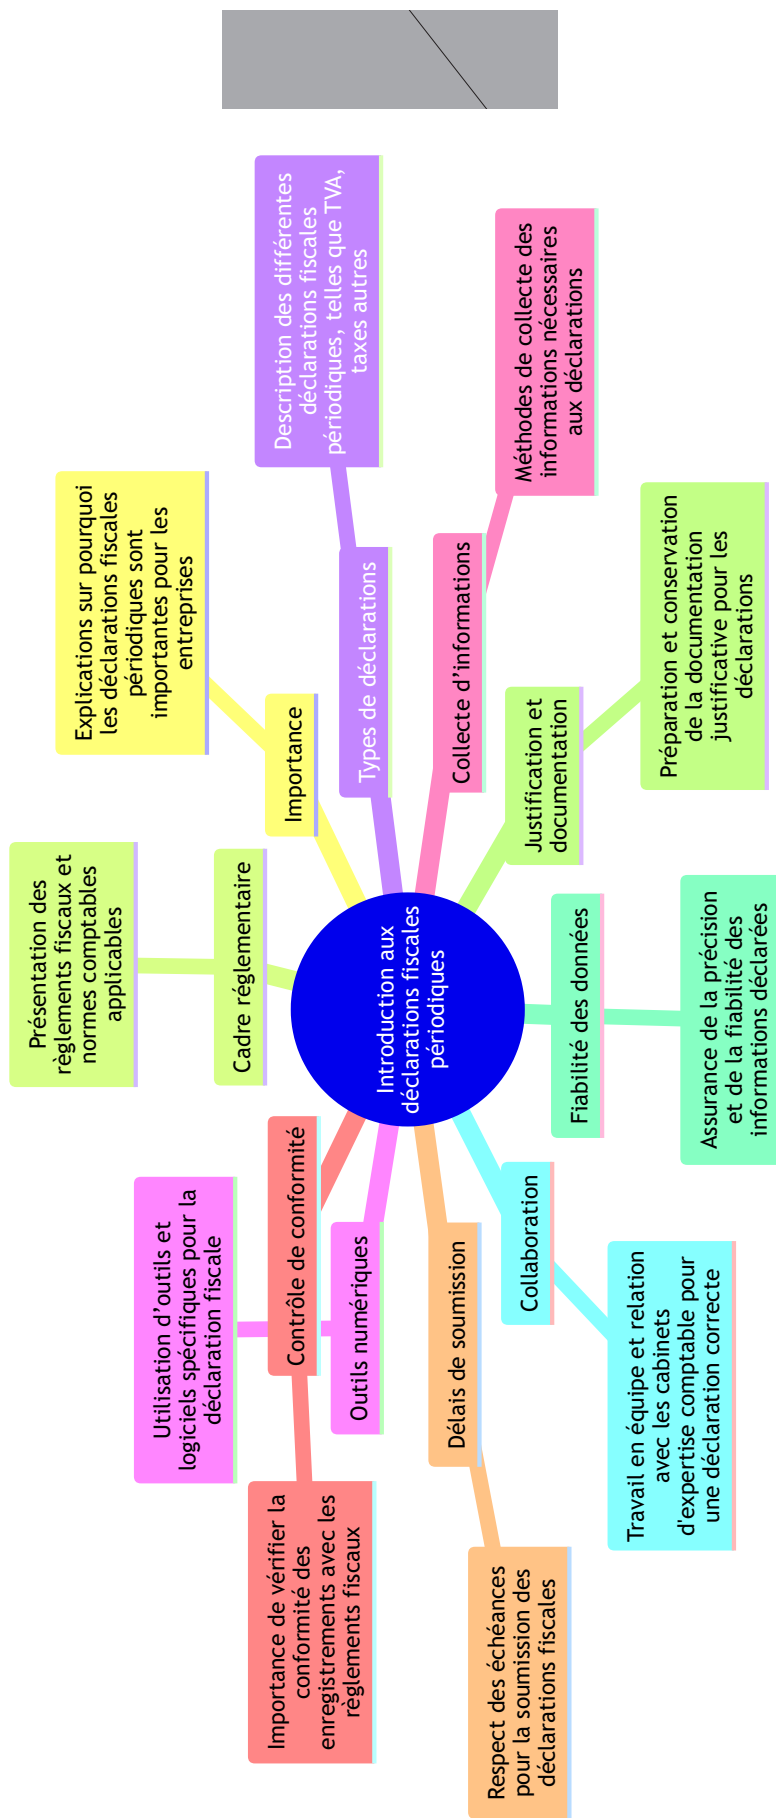 Introduction aux
déclarations fiscales
périodiques
Types de déclarations
Description des différentes
déclarations fiscales
périodiques, telles que TVA,
taxes autres
Collecte d'informations
Méthodes de collecte des
informations nécessaires
aux déclarations
Justification et
documentation
Préparation et conservation
de la documentation
justificative pour les
déclarations
Fiabilité des données
Assurance de la précision
et de la fiabilité des
informations déclarées
Collaboration
Travail en équipe et relation
avec les cabinets
d'expertise comptable pour
une déclaration correcte
Délais de soumission
Respect des échéances
pour la soumission des
déclarations fiscales
Outils numériques
Utilisation d'outils et
logiciels spécifiques pour la
déclaration fiscale
Contrôle de conformité
Importance de vérifier la
conformité des
enregistrements avec les
règlements fiscaux
Cadre réglementaire
Présentation des
règlements fiscaux et
normes comptables
applicables
Importance
Explications sur pourquoi
les déclarations fiscales
périodiques sont
importantes pour les
entreprises